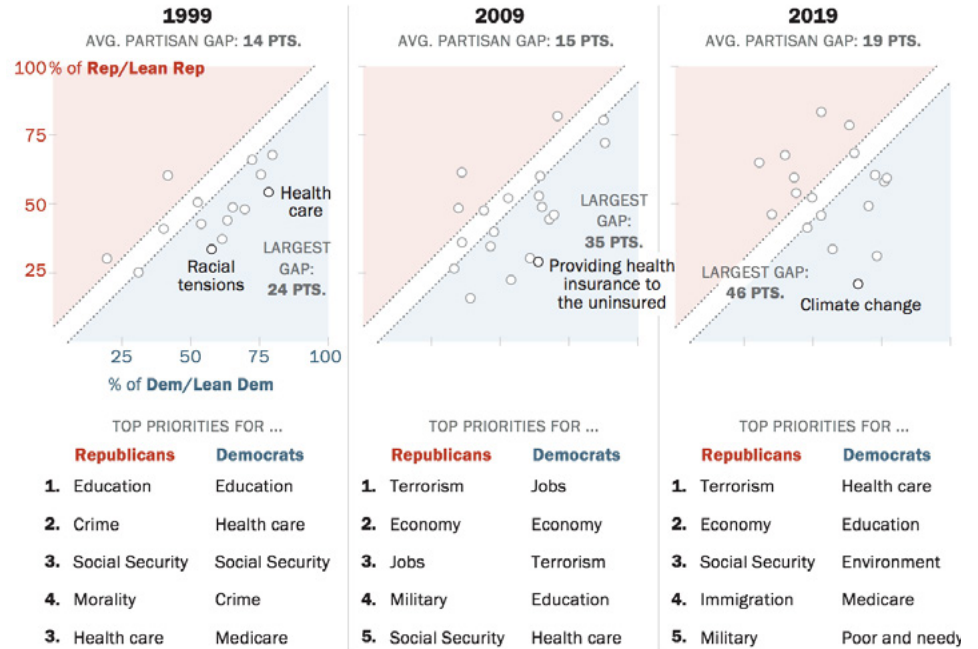 1999
AVG. PARTISAN GAP: 14 PTS.
100% of Rep/Lean Rep
75
50
25
Health
care
Racial
tensions
LARGEST
GAP:
24 PTS.
25
50
75
100
% of Dem/Lean Dem
2009
AVG. PARTISAN GAP: 15 PTS.
LARGEST
GAP:
35 PTS.
Providing health
insurance to
the uninsured
2019
AVG. PARTISAN GAP: 19 PTS.
LARGEST GAP:
46 PTS.
Climate change
TOP PRIORITIES FOR ...
Republicans Democrats
1. Education Education
2. Crime Health care
3. Social Security Social Security
4. Morality Crime
3. Health care Medicare
TOP PRIORITIES FOR ...
Republicans Democrats
1. Terrorism Jobs
2. Economy Economy
3. Jobs Terrorism
4. Military Education
5. Social Security Health care
TOP PRIORITIES FOR ...
Republicans Democrats
1. Terrorism Health care
2. Economy Education
3. Social Security Environment
4. Immigration Medicare
5. Military Poor and needy